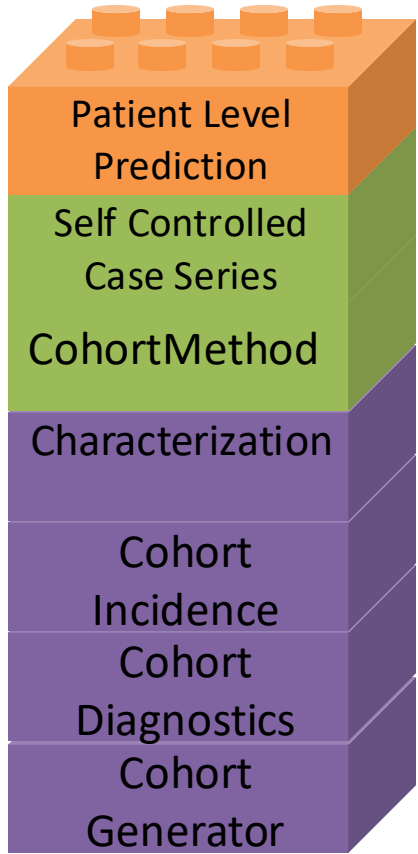 Patient Level
Prediction
Self Controlled
Case Series
CohortMethod
Characterization
Cohort
Incidence
Cohort
Diagnostics
Cohort
Generator